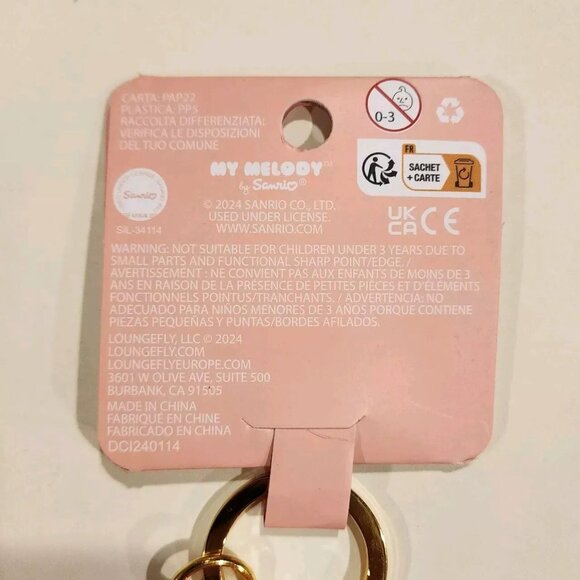 CARTA: PAP22
PLASTICA: PP5
RACCOLTA DIFFERENZIATA:
VERIFICA LE DISPOSIZIONI
DEL TUO COMUNE
0-3
FR
SACHET
+ CARTE
MY MELODY™
by Sanrio®
Sanrio
SIL-34114
© 2024 SANRIO CO., LTD.
USED UNDER LICENSE.
WWW.SANRIO.COM
UK
CA CE
WARNING: NOT SUITABLE FOR CHILDREN UNDER 3 YEARS DUE TO
SMALL PARTS AND FUNCTIONAL SHARP POINT/EDGE. /
AVERTISSEMENT : NE CONVIENT PAS AUX ENFANTS DE MOINS DE 3
ANS EN RAISON DE LA PRÉSENCE DE PETITES PIÈCES ET D'ÉLÉMENTS
FONCTIONNELS POINTUS/TRANCHANTS. / ADVERTENCIA: NO
ADECUADO PARA NIÑOS MENORES DE 3 AÑOS PORQUE CONTIENE
PIEZAS PEQUEÑAS Y PUNTAS/BORDES AFILADOS.
LOUNGEFLY, LLC © 2024
LOUNGEFLY.COM
LOUNGEFLYEUROPE.COM
3601 W OLIVE AVE, SUITE 500
BURBANK, CA 91505
MADE IN CHINA
FABRIQUÉ EN CHINE
FABRICADO EN CHINA
DCI240114